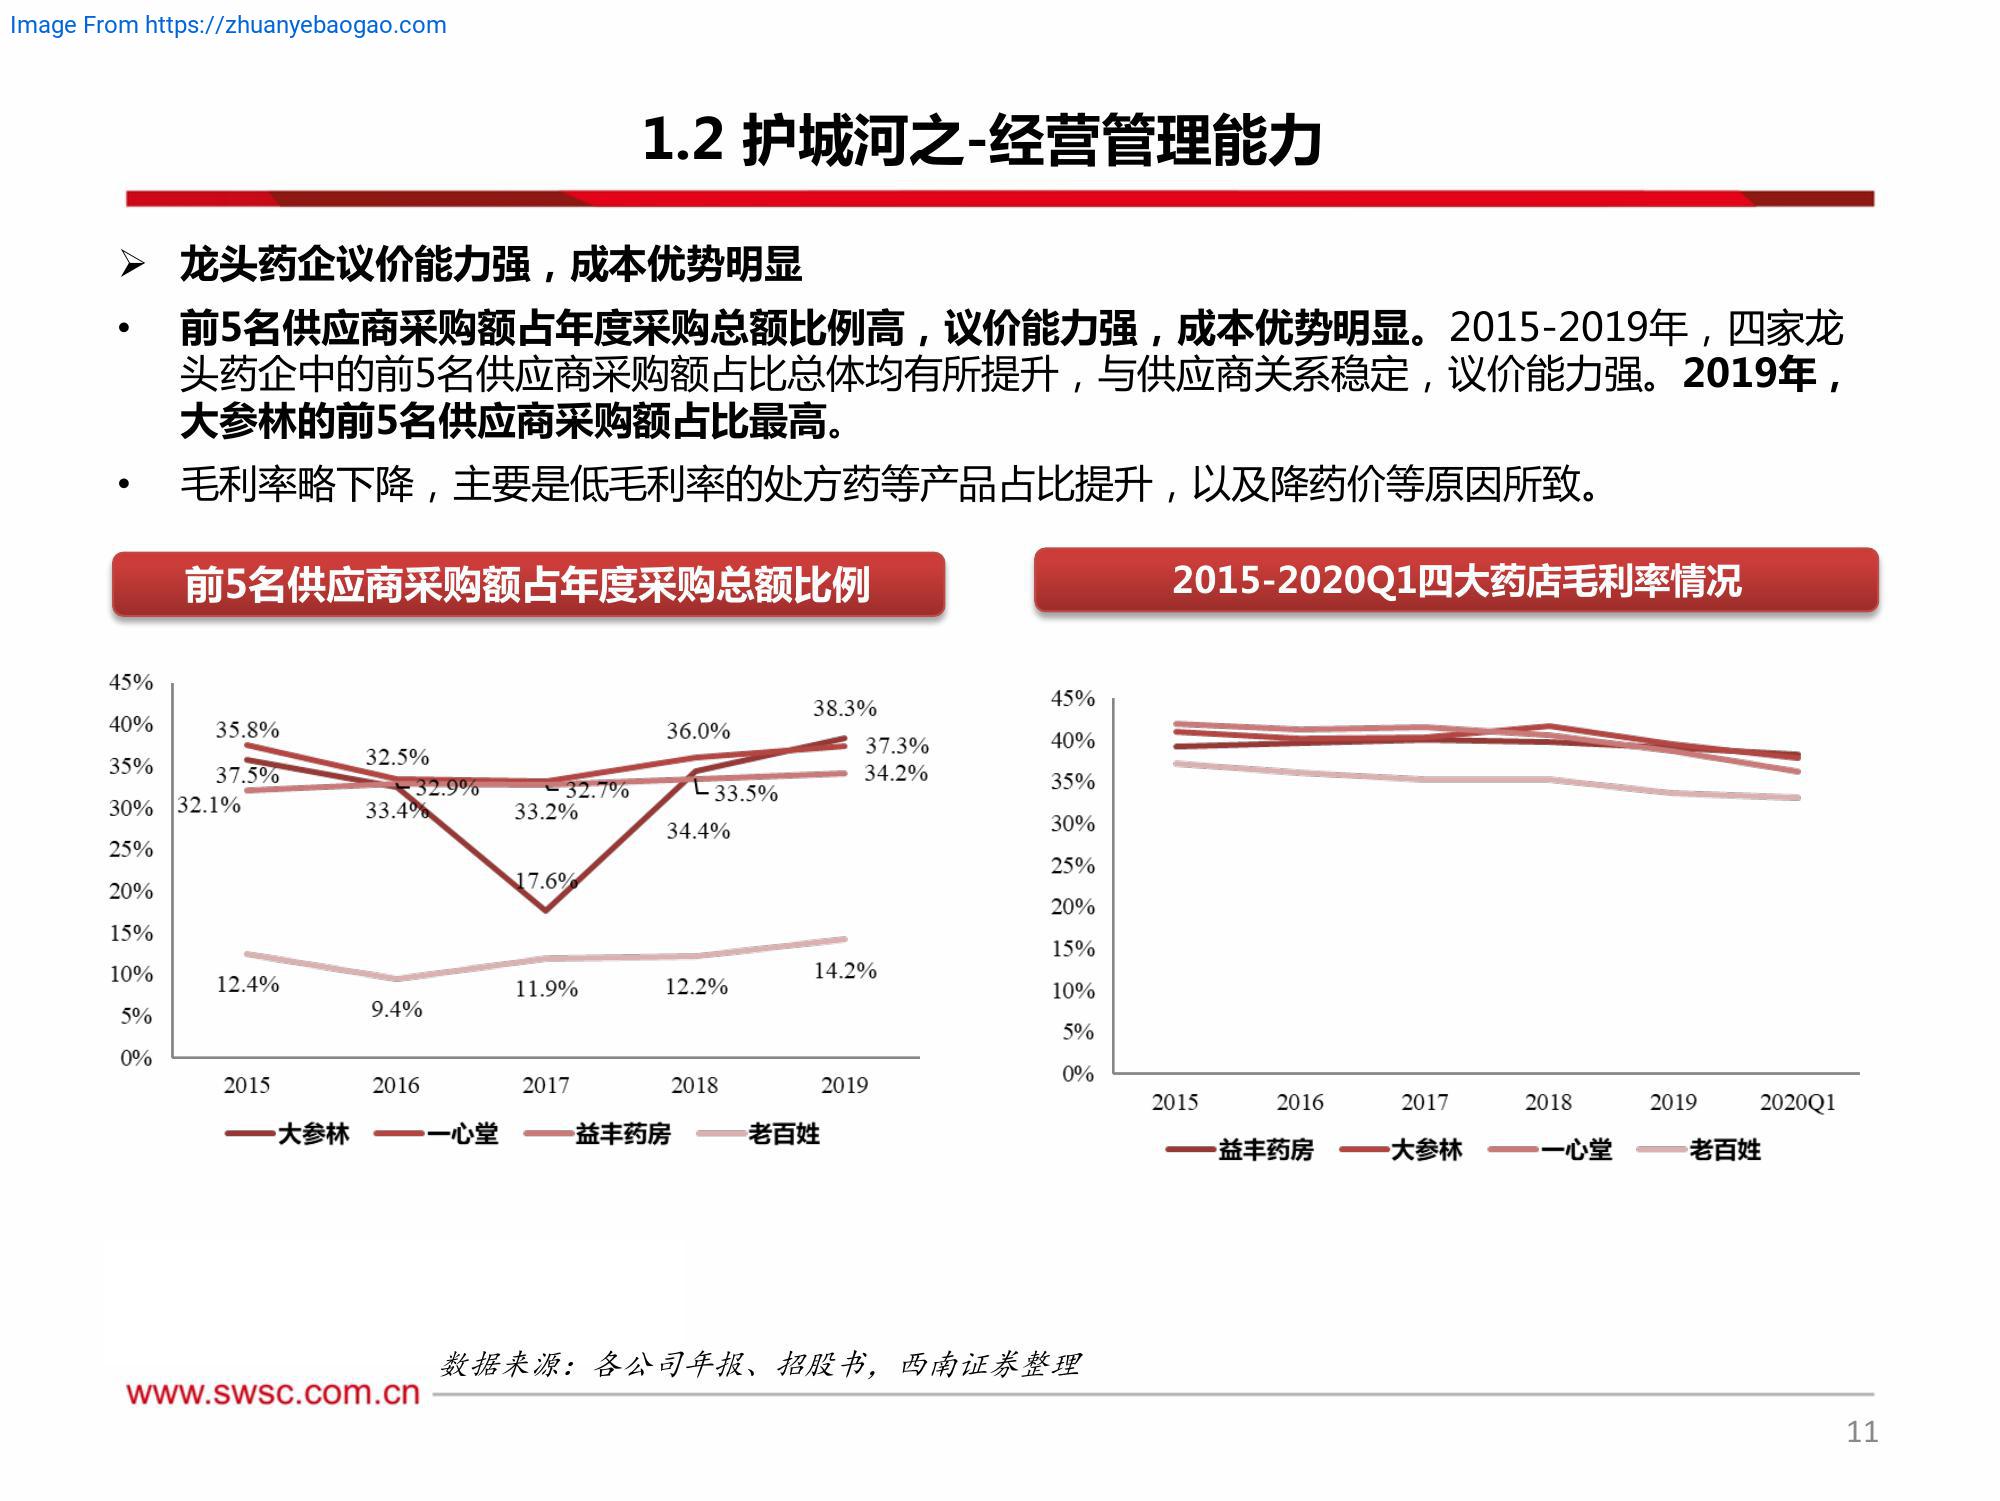 Image From https://zhuanyebaogao.com
1.2 护城河之-经营管理能力
➢ 龙头药企议价能力强，成本优势明显
• 前5名供应商采购额占年度采购总额比例高，议价能力强，成本优势明显。2015-2019年，四家龙
头药企中的前5名供应商采购额占比总体均有所提升，与供应商关系稳定，议价能力强。2019年，
大参林的前5名供应商采购额占比最高。
• 毛利率略下降，主要是低毛利率的处方药等产品占比提升，以及降药价等原因所致。
前5名供应商采购额占年度采购总额比例
45%
40%
35%
30%
25%
20%
15%
10%
5%
0%
35.8%
37.5%
32.1%
32.5%
32.9%
33.4%
32.7%
33.2%
17.6%
36.0%
33.5%
34.4%
38.3%
37.3%
34.2%
12.4%
9.4%
11.9%
12.2%
14.2%
2015 2016 2017 2018 2019
大参林 一心堂 益丰药房 老百姓
2015-2020Q1四大药店毛利率情况
45%
40%
35%
30%
25%
20%
15%
10%
5%
0%
2015 2016 2017 2018 2019 2020Q1
益丰药房 大参林 一心堂 老百姓
数据来源：各公司年报、招股书，西南证券整理
www.swsc.com.cn
11